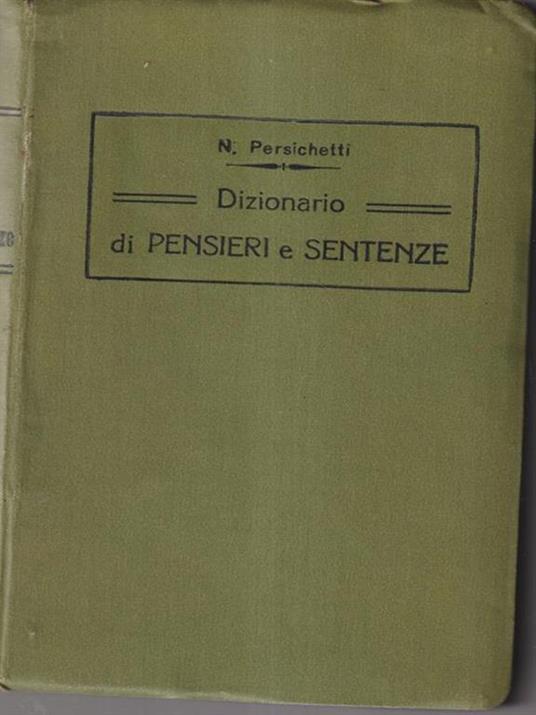 N. Persichetti
Dizionario
di PENSIERI e SENTENZE